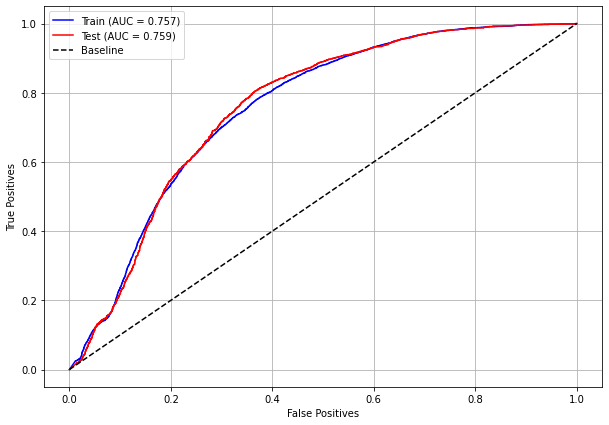 Train (AUC = 0.757)
Test (AUC = 0.759)
Baseline
1.0
0.8
0.6
0.4
0.2
0.0
True Positives
0.0 0.2 0.4 0.6 0.8 1.0
False Positives